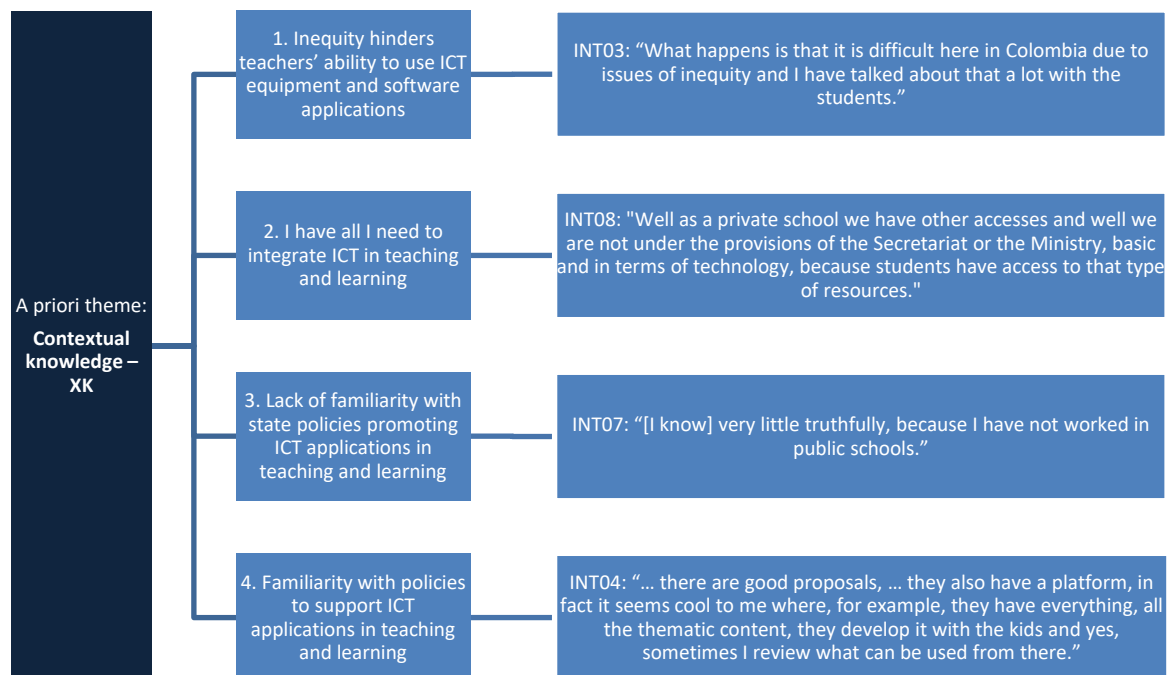 A priori theme:
Contextual
knowledge –
XK
1. Inequity hinders
teachers’ ability to use ICT
equipment and software
applications
INT03: “What happens is that it is difficult here in Colombia due to
issues of inequity and I have talked about that a lot with the
students.”
2. I have all I need to
integrate ICT in teaching
and learning
INT08: "Well as a private school we have other accesses and well we
are not under the provisions of the Secretariat or the Ministry, basic
and in terms of technology, because students have access to that type
of resources."
3. Lack of familiarity with
state policies promoting
ICT applications in
teaching and learning
INT07: “[I know] very little truthfully, because I have not worked in
public schools.”
4. Familiarity with policies
to support ICT
applications in teaching
and learning
INT04: “… there are good proposals, … they also have a platform, in
fact it seems cool to me where, for example, they have everything, all
the thematic content, they develop it with the kids and yes,
sometimes I review what can be used from there.”